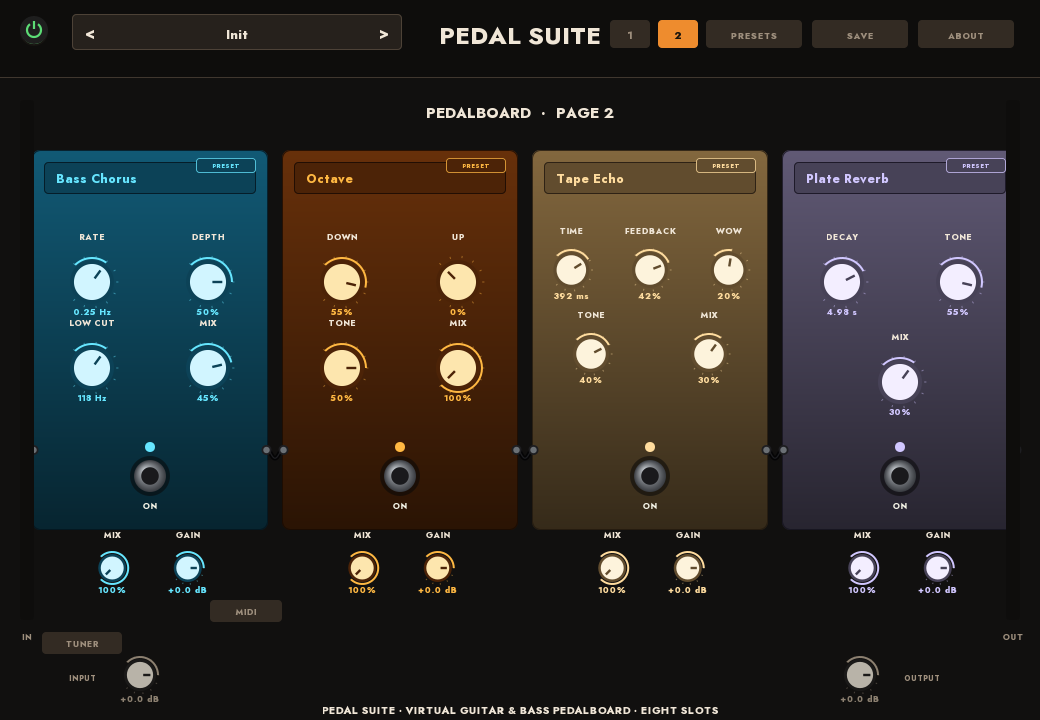 < Init > PEDAL SUITE 1 2 PRESETS SAVE ABOUT
PEDALBOARD · PAGE 2
PRESET PRESET PRESET PRESET
Bass Chorus Octave Tape Echo Plate Reverb
RATE DEPTH DOWN UP TIME FEEDBACK WOW DECAY TONE
0.25 Hz 50% 55% 0% 392 ms 42% 20% 4.98 s 55%
LOW CUT MIX TONE MIX TONE MIX MIX
118 Hz 45% 50% 100% 40% 30% 30%
ON ON ON ON
MIX GAIN MIX GAIN MIX GAIN MIX GAIN
100% +0.0 dB 100% +0.0 dB 100% +0.0 dB 100% +0.0 dB
MIDI
IN TUNER OUT
INPUT OUTPUT
+0.0 dB +0.0 dB
PEDAL SUITE · VIRTUAL GUITAR & BASS PEDALBOARD · EIGHT SLOTS